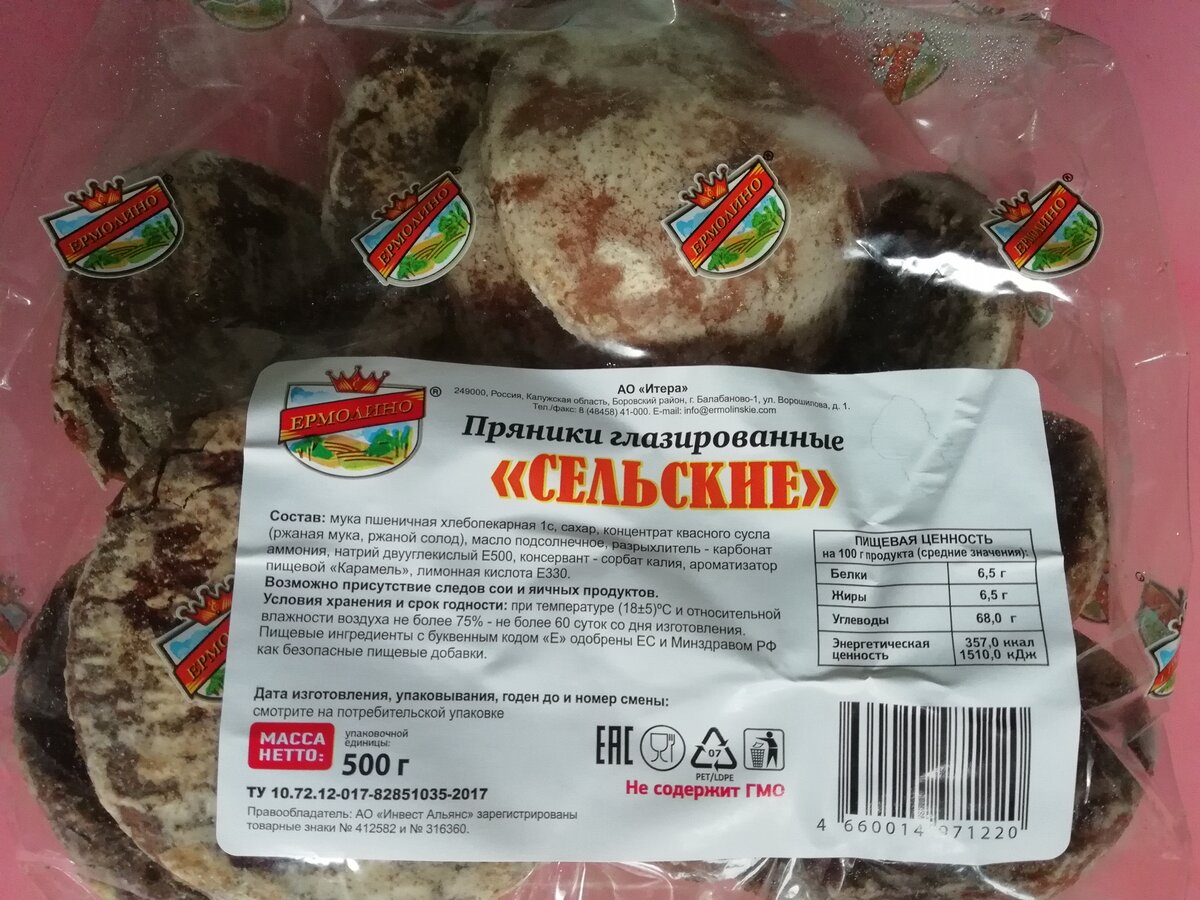 ЕРМОЛИНО
ЕРМОЛИНО
ЕРМОЛИНО
ЕРМОЛИНО
ЕРМОЛИНО ®
АО «Итера»
249000, Россия, Калужская область, Боровский район, г. Балабаново-1, ул. Ворошилова, д. 1.
Тел./факс: 8 (48458) 41-000. E-mail: info@ermolinskie.com
Пряники глазированные
«СЕЛЬСКИЕ»
Состав: мука пшеничная хлебопекарная 1с, сахар, концентрат квасного сусла
(ржаная мука, ржаной солод), масло подсолнечное, разрыхлитель - карбонат
аммония, натрий двууглекислый Е500, консервант - сорбат калия, ароматизатор
пищевой «Карамель», лимонная кислота Е330.
Возможно присутствие следов сои и яичных продуктов.
Условия хранения и срок годности: при температуре (18±5)°С и относительной
влажности воздуха не более 75% - не более 60 суток со дня изготовления.
Пищевые ингредиенты с буквенным кодом «Е» одобрены ЕС и Минздравом РФ
как безопасные пищевые добавки.
ПИЩЕВАЯ ЦЕННОСТЬ
на 100 г продукта (средние значения):
Белки 6,5 г
Жиры 6,5 г
Углеводы 68,0 г
Энергетическая ценность 357,0 ккал 1510,0 кДж
Дата изготовления, упаковывания, годен до и номер смены:
смотрите на потребительской упаковке
МАССА НЕТТО: упаковочной единицы: 500 г
ЕАС
07
PET/LDPE
Не содержит ГМО
ТУ 10.72.12-017-82851035-2017
Правообладатель: АО «Инвест Альянс» зарегистрированы
товарные знаки № 412582 и № 316360.
4 660014 971220
ЕРМО